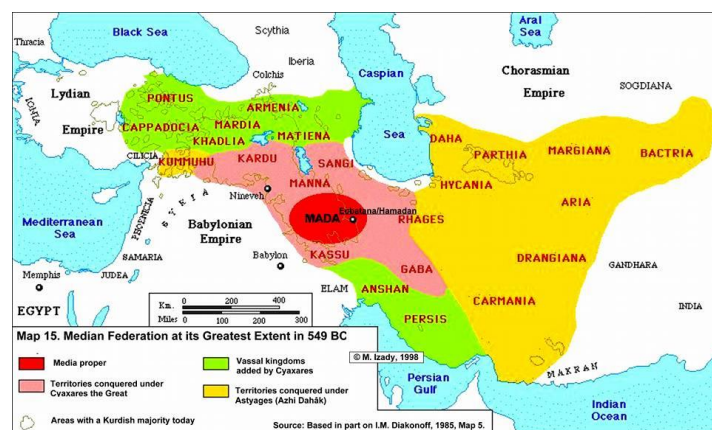 Black Sea
Scythia
Aral
Sea
Thracia
Iberia
Colchis
Caspian
Sea
Chorasmian
Empire
SOGDIANA
Lydian
Empire
IONIA
PONTUS
ARMENIA
CAPPADOCIA
MARDIA
KHADLIA
MATIENA
DAHA
PARTHIA
MARGIANA
BACTRIA
CILICIA
KUMMUHU
KARDU
SANGI
MANNA
HYCANIA
ARIA
Nineveh
Mediterranean
Sea
PHOENICIA
SYRIA
Babylonian
Empire
MADA
Ecbatana/Hamadan
RHAGES
KASSU
GABA
DRANGIANA
GANDHARA
SAMARIA
Memphis
JUDEA
Babylon
ELAM
ANSHAN
CARMANIA
INDIA
EGYPT
PERSIS
Km.
0 200 400
0 100 200 300
Miles
MAKRAN
Persian
Gulf
Indian
Ocean
Map 15. Median Federation at its Greatest Extent in 549 BC
© M. Izady, 1998
Media proper
Vassal kingdoms
added by Cyaxares
Territories conquered under
Cyaxares the Great
Territories conquered under
Astyages (Azhi Dahâk)
Areas with a Kurdish majority today
Source: Based in part on I.M. Diakonoff, 1985, Map 5.